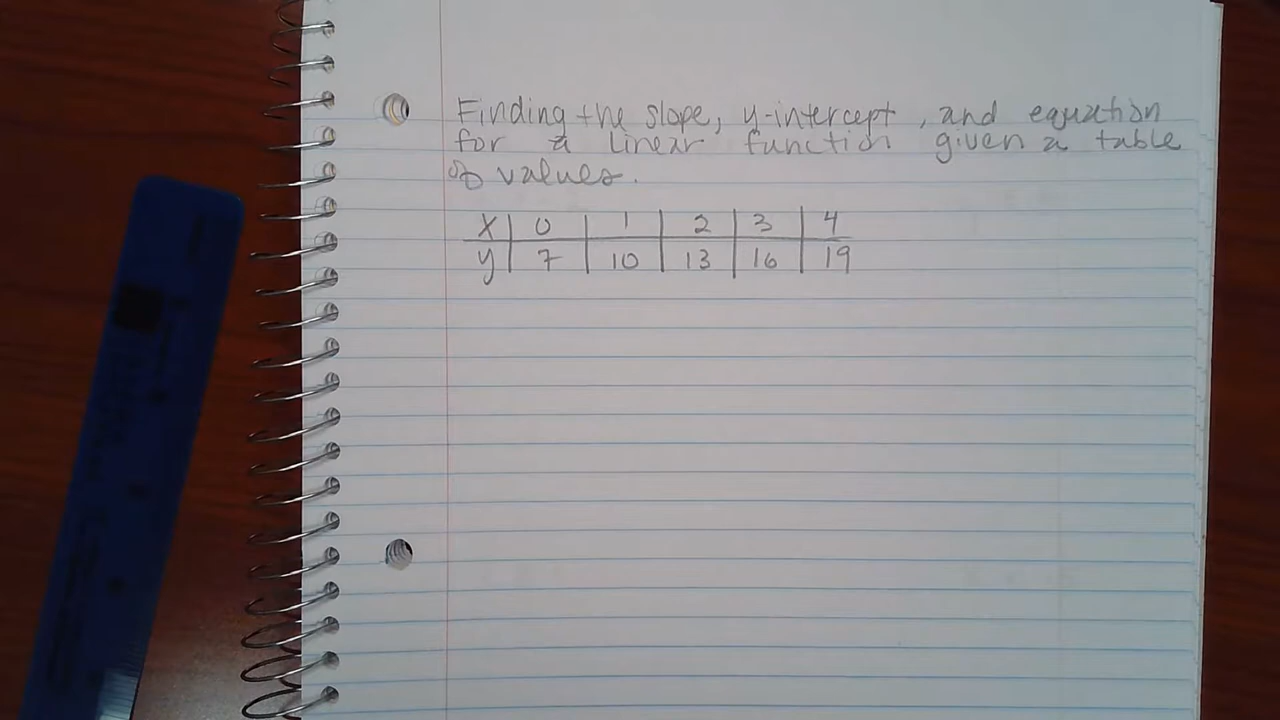 Finding the slope, y-intercept, and equation
for a linear function given a table
of values.
x 0 1 2 3 4
y 7 10 13 16 19